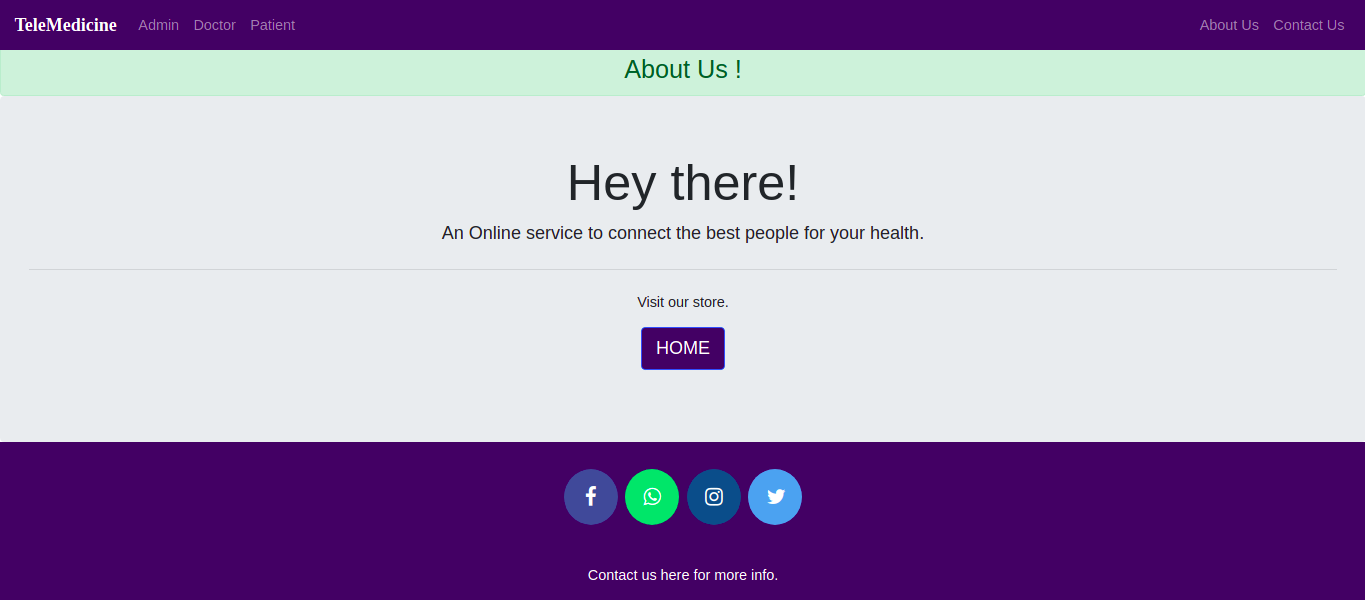 TeleMedicine Admin Doctor Patient About Us Contact Us
About Us !
Hey there!
An Online service to connect the best people for your health.
Visit our store.
HOME
Contact us here for more info.